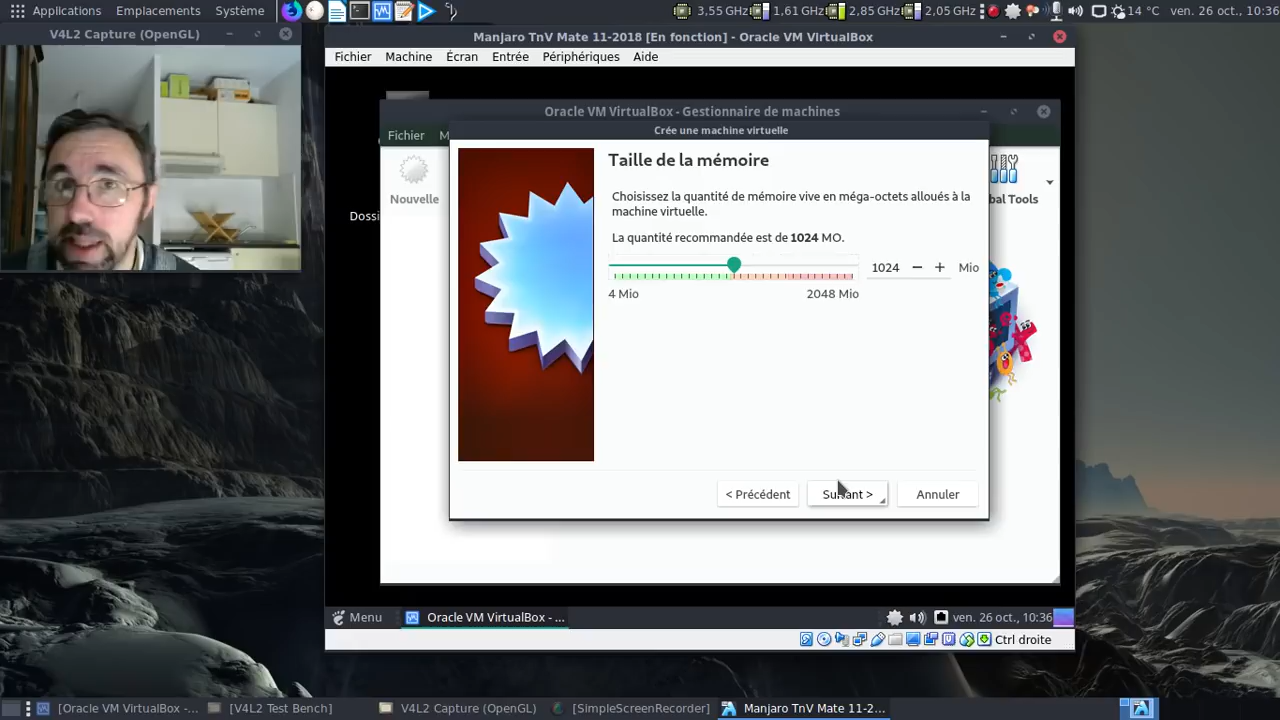 Applications Emplacements Système
3,55 GHz 1,61 GHz 2,85 GHz 2,05 GHz 14 °C ven. 26 oct., 10:36
V4L2 Capture (OpenGL)
Manjaro TnV Mate 11-2018 [En fonction] - Oracle VM VirtualBox
Fichier Machine Écran Entrée Périphériques Aide
Oracle VM VirtualBox - Gestionnaire de machines
Fichier M
Crée une machine virtuelle
Nouvelle
bal Tools
Dossi
Taille de la mémoire
Choisissez la quantité de mémoire vive en méga-octets alloués à la
machine virtuelle.
La quantité recommandée est de 1024 MO.
1024 − + Mio
4 Mio 2048 Mio
< Précédent Suivant > Annuler
Menu Oracle VM VirtualBox - ... ven. 26 oct., 10:36
Ctrl droite
[Oracle VM VirtualBox -... [V4L2 Test Bench] V4L2 Capture (OpenGL) [SimpleScreenRecorder] Manjaro TnV Mate 11-2...